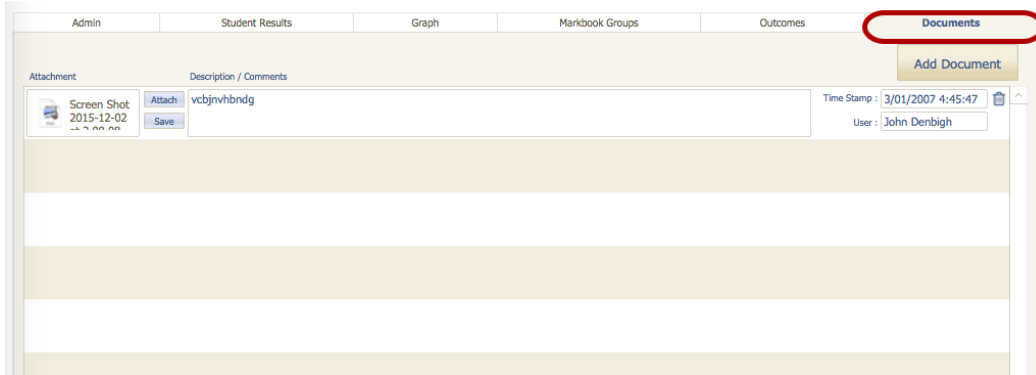 Admin Student Results Graph Markbook Groups Outcomes Documents
Add Document
Attachment Description / Comments
Screen Shot
2015-12-02
Attach
Save
vcbjnvhbndg
Time Stamp : 3/01/2007 4:45:47
User : John Denbigh